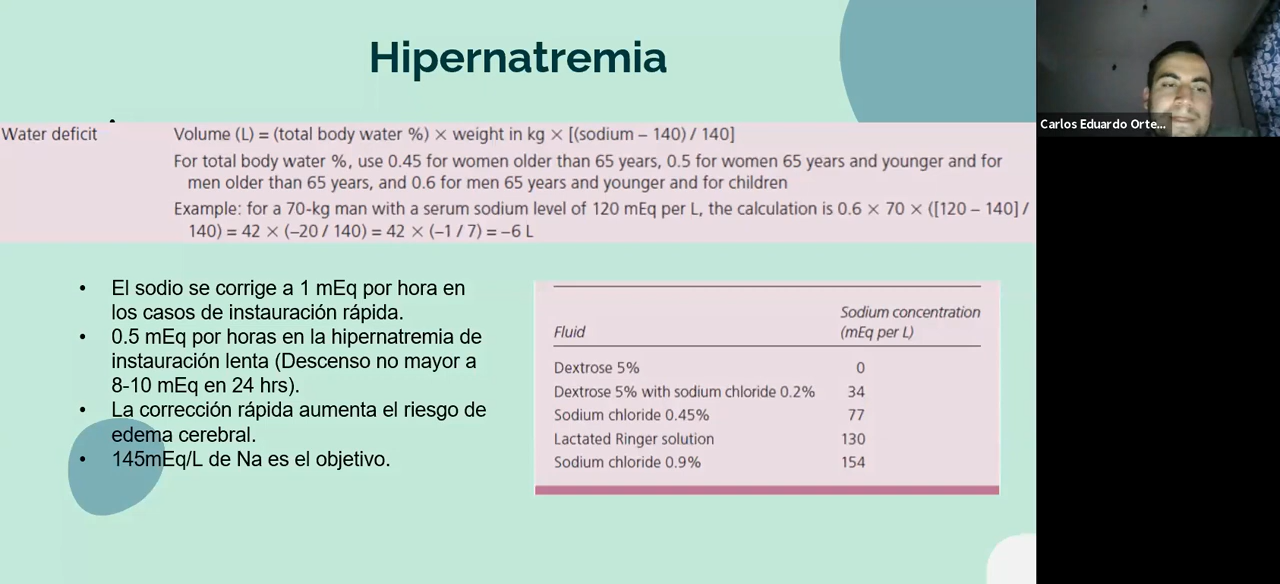 Hipernatremia
Water deficit
Volume (L) = (total body water %) × weight in kg × [(sodium – 140) / 140]
For total body water %, use 0.45 for women older than 65 years, 0.5 for women 65 years and younger and for
men older than 65 years, and 0.6 for men 65 years and younger and for children
Example: for a 70-kg man with a serum sodium level of 120 mEq per L, the calculation is 0.6 × 70 × ([120 – 140] /
140) = 42 × (–20 / 140) = 42 × (–1 / 7) = –6 L
• El sodio se corrige a 1 mEq por hora en
los casos de instauración rápida.
• 0.5 mEq por horas en la hipernatremia de
instauración lenta (Descenso no mayor a
8-10 mEq en 24 hrs).
• La corrección rápida aumenta el riesgo de
edema cerebral.
• 145mEq/L de Na es el objetivo.
Sodium concentration
Fluid (mEq per L)
Dextrose 5% 0
Dextrose 5% with sodium chloride 0.2% 34
Sodium chloride 0.45% 77
Lactated Ringer solution 130
Sodium chloride 0.9% 154
Carlos Eduardo Orte...